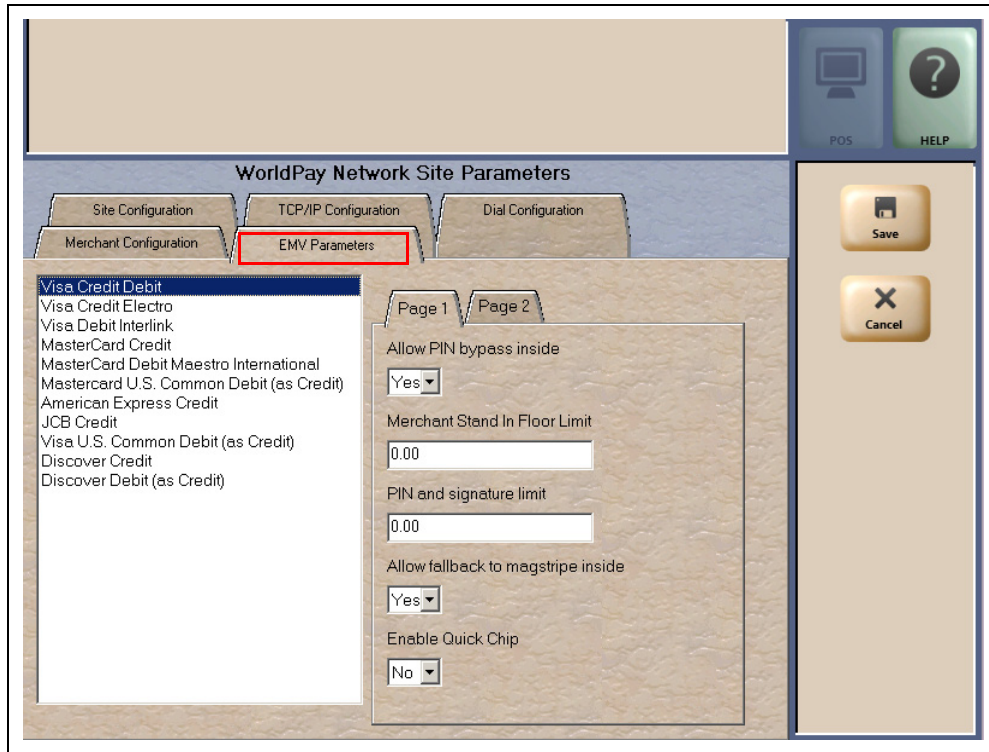 POS
HELP
WorldPay Network Site Parameters
Site Configuration
TCP/IP Configuration
Dial Configuration
Merchant Configuration
EMV Parameters
Save
Cancel
Visa Credit Debit
Visa Credit Electro
Visa Debit Interlink
MasterCard Credit
MasterCard Debit Maestro International
Mastercard U.S. Common Debit (as Credit)
American Express Credit
JCB Credit
Visa U.S. Common Debit (as Credit)
Discover Credit
Discover Debit (as Credit)
Page 1
Page 2
Allow PIN bypass inside
Yes
Merchant Stand In Floor Limit
0.00
PIN and signature limit
0.00
Allow fallback to magstripe inside
Yes
Enable Quick Chip
No